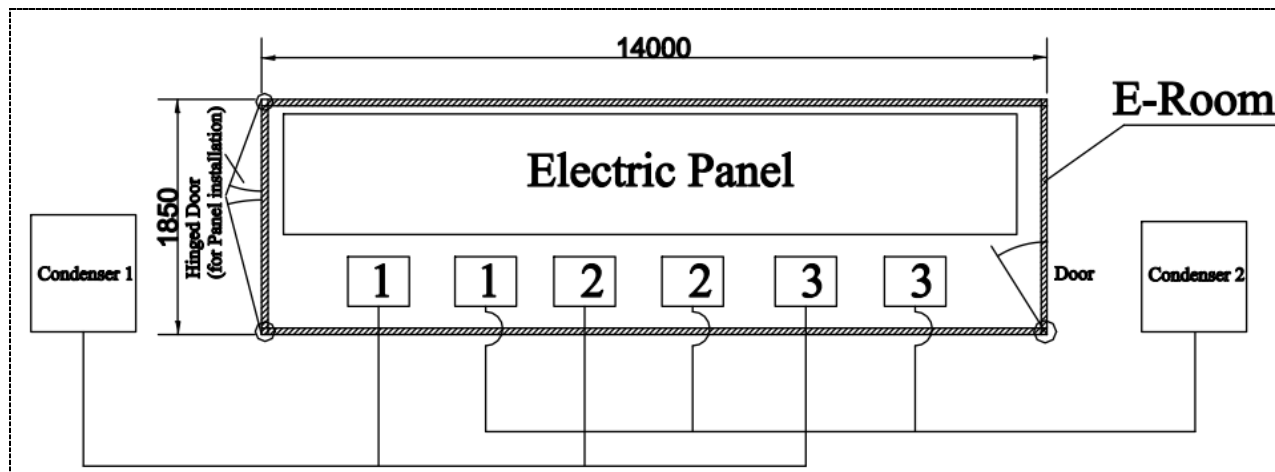 14000
E-Room
1850
Hinged Door
(for Panel installation)
Electric Panel
Condenser 1
1
1
2
2
3
3
Door
Condenser 2